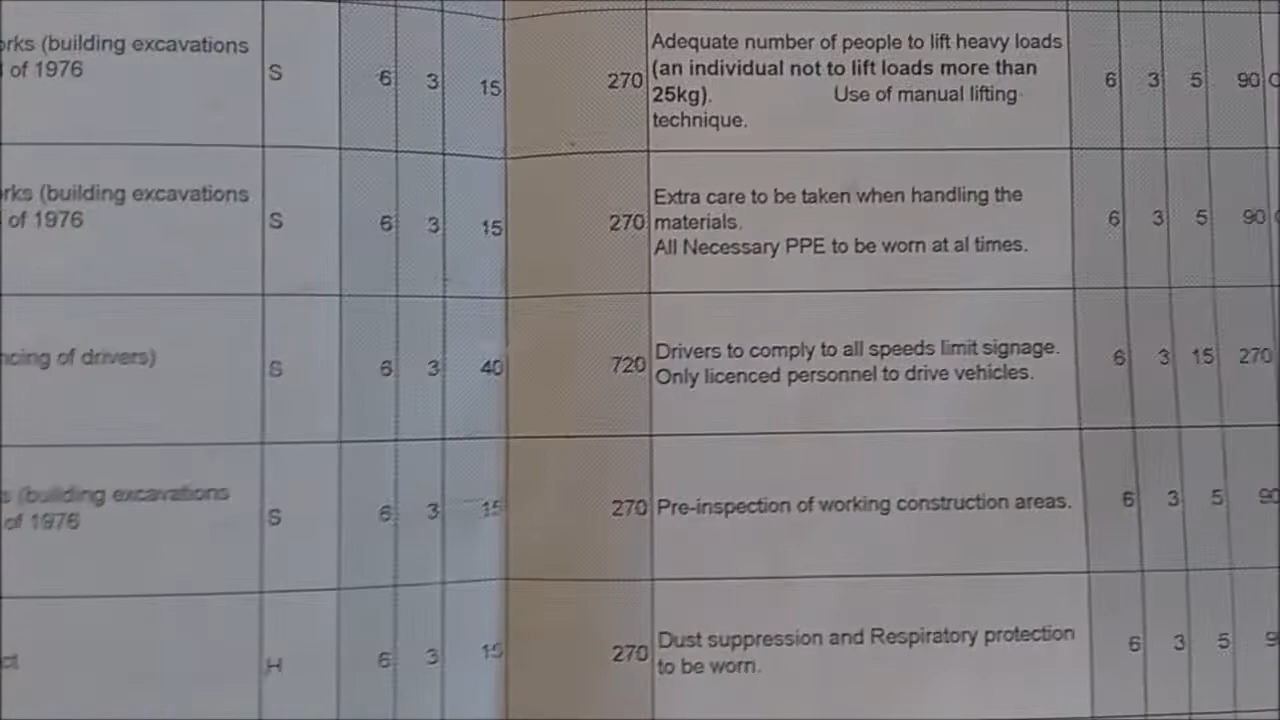 (building excavations
of 1976
S
6 3 15
270
Adequate number of people to lift heavy loads
(an individual not to lift loads more than
25kg). Use of manual lifting
technique.
6 3 5 90
(building excavations
of 1976
S
6 3 15
270
Extra care to be taken when handling the
materials.
All Necessary PPE to be worn at al times.
6 3 5 90
of drivers)
S
6 3 40
720
Drivers to comply to all speeds limit signage.
Only licenced personnel to drive vehicles.
6 3 15 270
(building excavations
of 1976
S
6 3 15
270
Pre-inspection of working construction areas.
6 3 5 90
H
6 3 15
270
Dust suppression and Respiratory protection
to be worn.
6 3 5 9